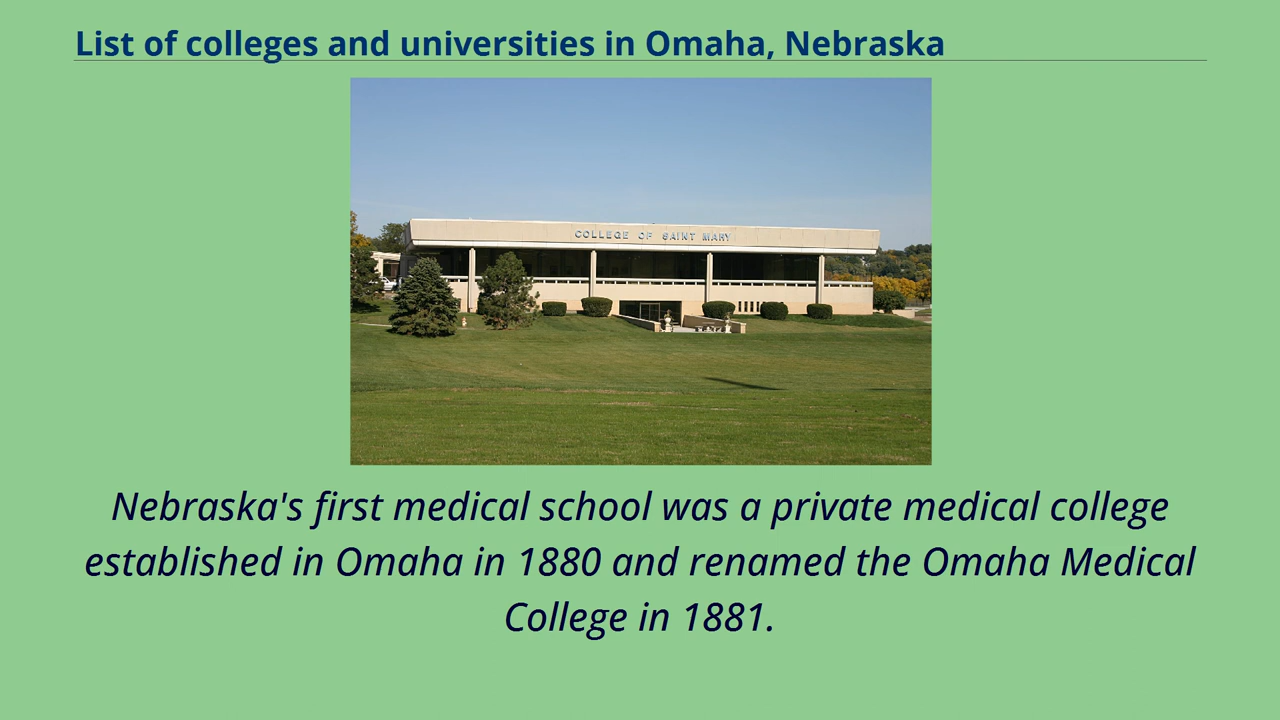 List of colleges and universities in Omaha, Nebraska
COLLEGE OF SAINT MARY
Nebraska's first medical school was a private medical college
established in Omaha in 1880 and renamed the Omaha Medical
College in 1881.